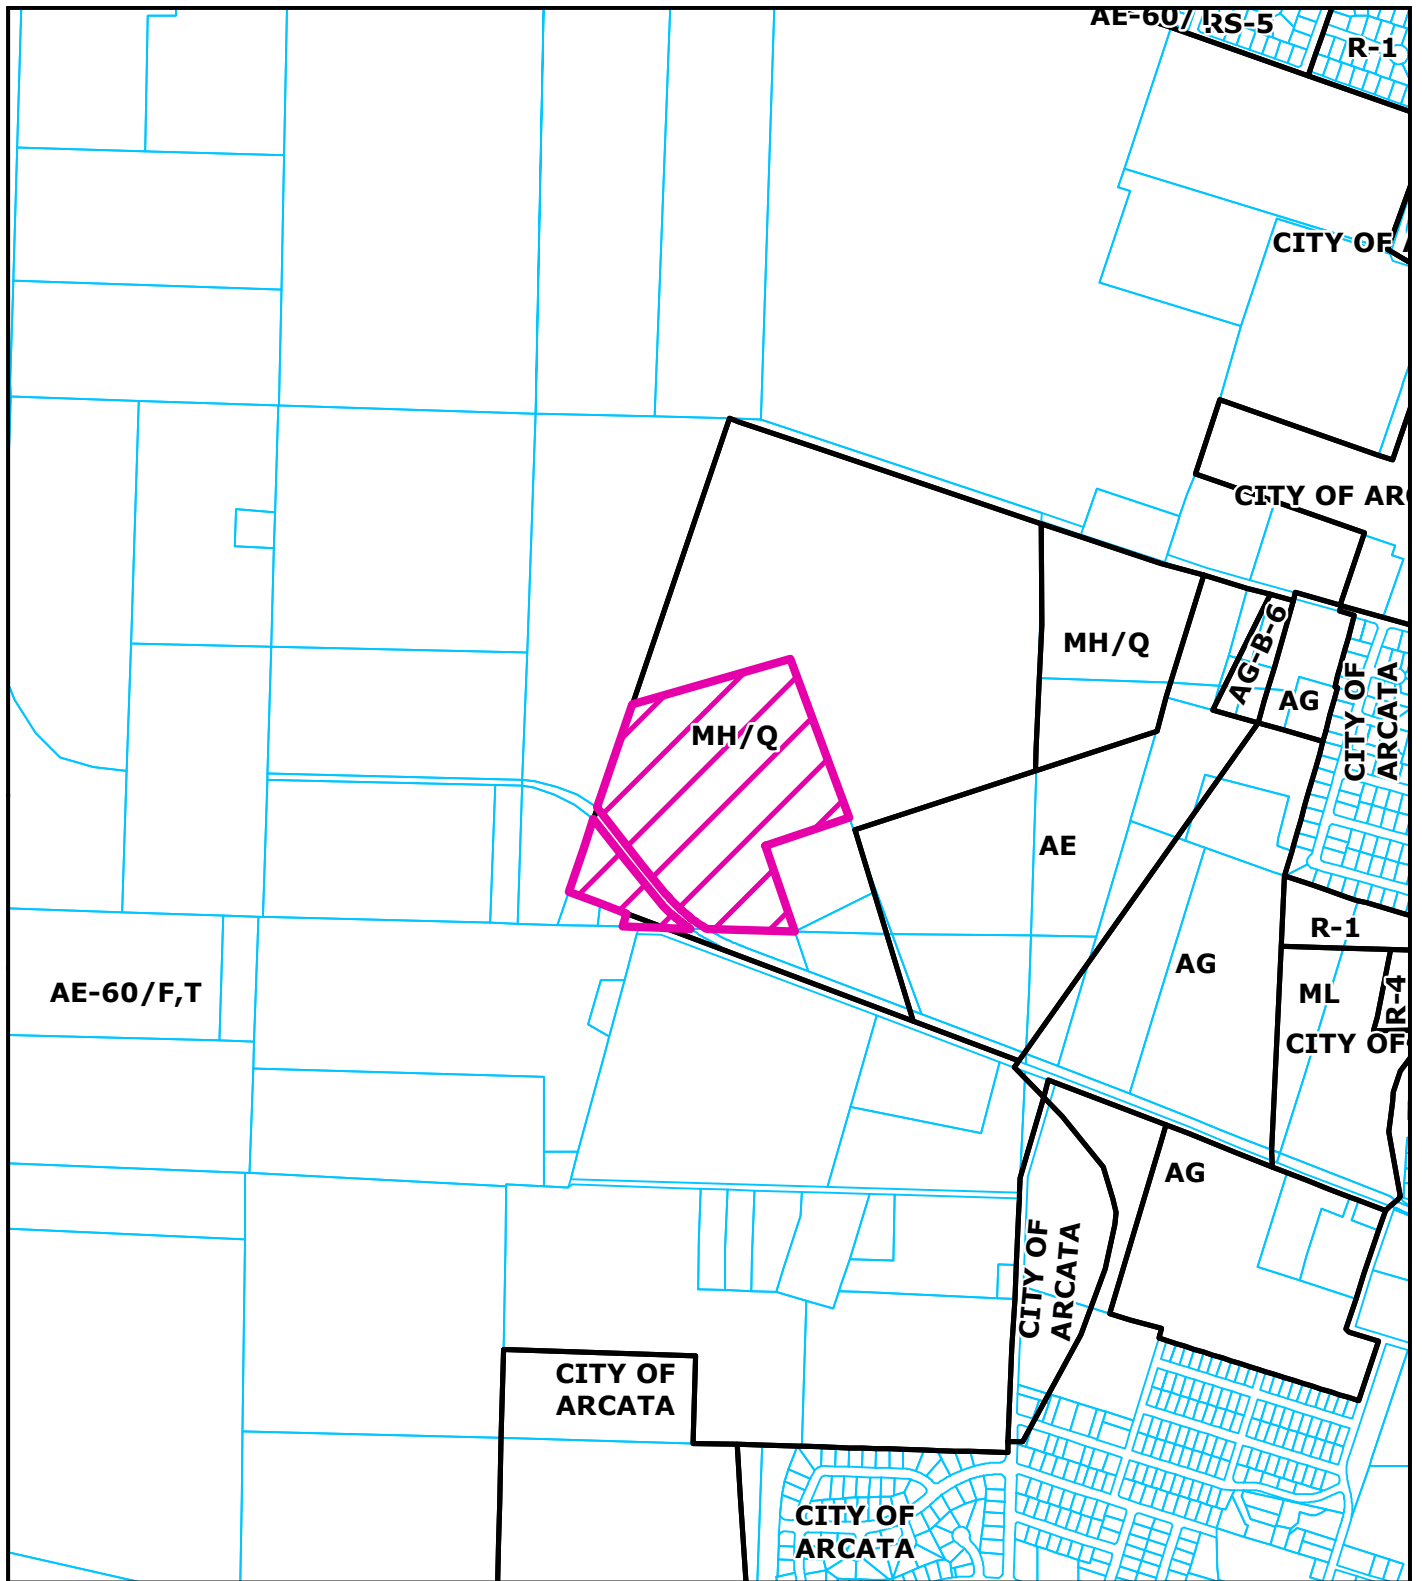 AE-60/
RS-5
R-1
CITY OF
CITY OF AR
MH/Q
AG-B-6
AG
CITY OF
ARCATA
MH/Q
AE
R-1
AG
AE-60/F,T
ML
R-4
CITY OF
AG
CITY OF
ARCATA
CITY OF
ARCATA
CITY OF
ARCATA